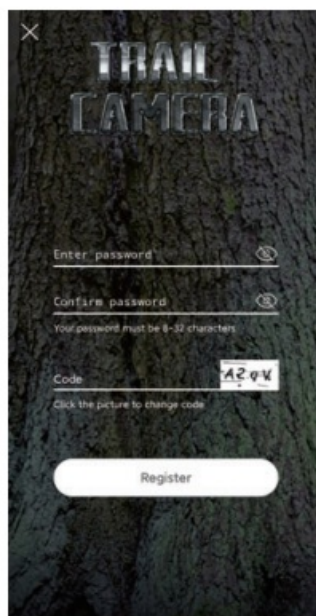 TRAIL
CAMERA
Enter password
Confirm password
Your password must be 8-32 characters
Code
A2qV
Click the picture to change code
Register